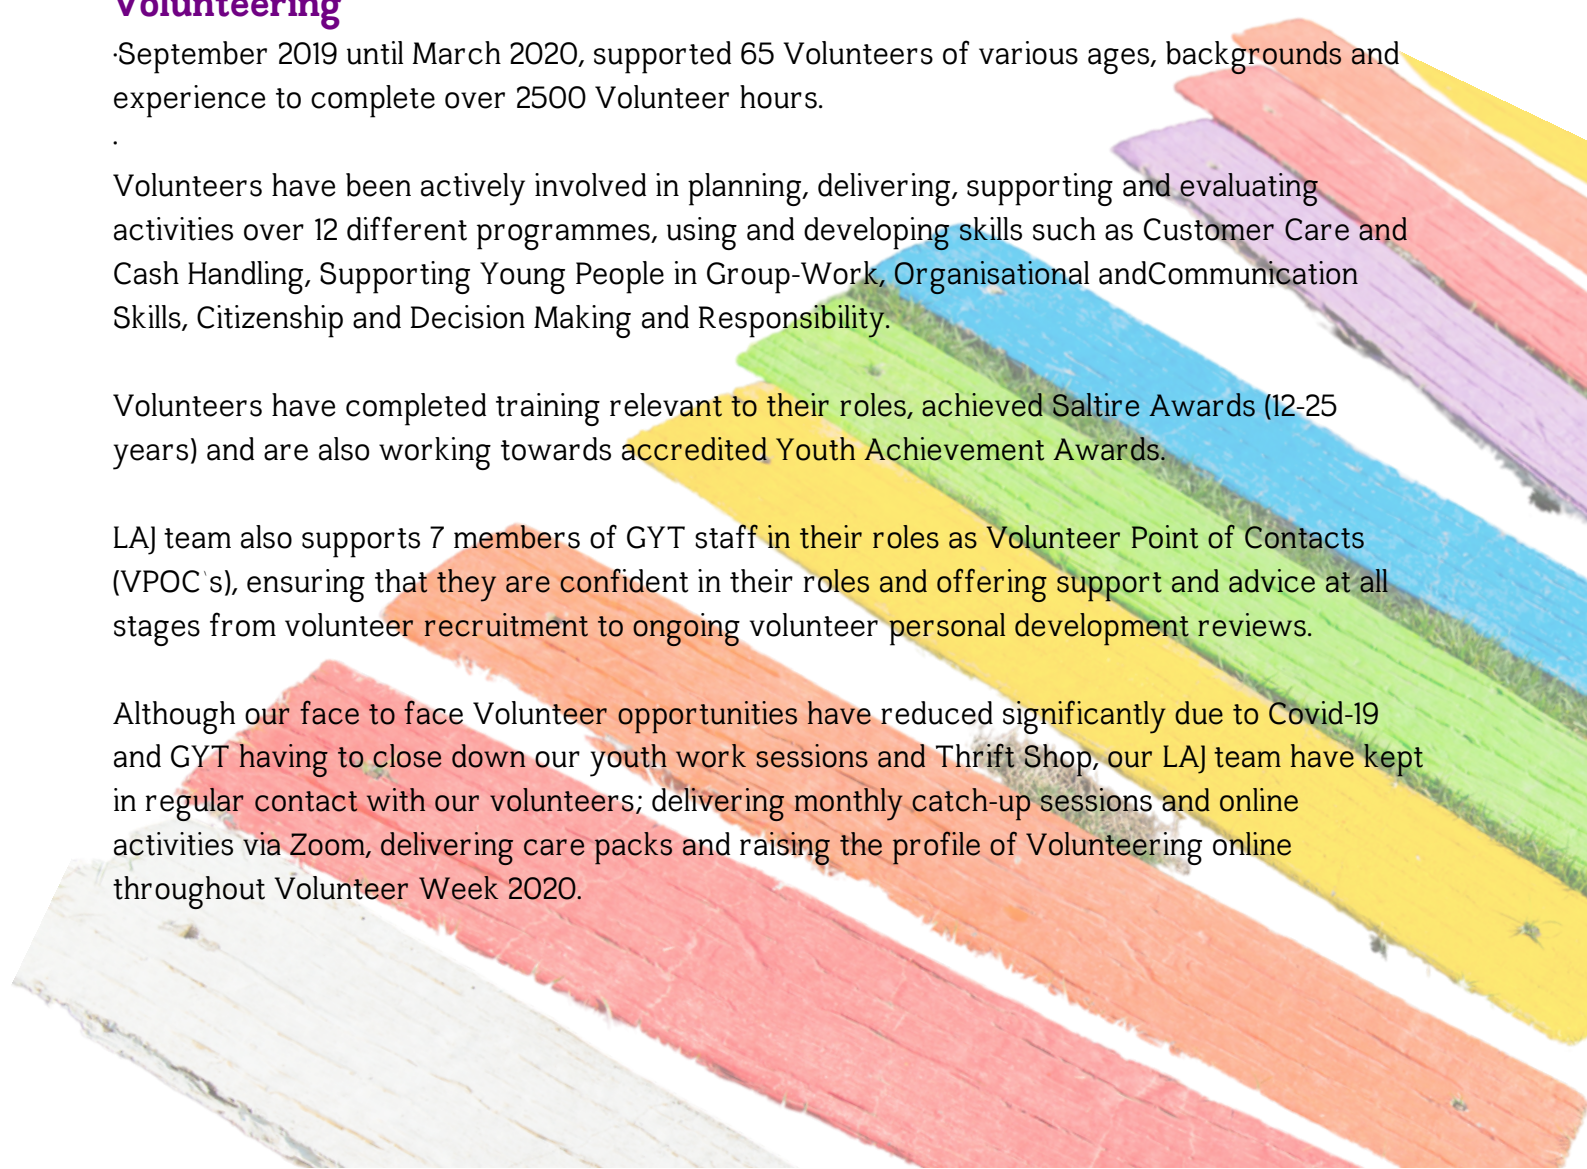 Volunteering
·September 2019 until March 2020, supported 65 Volunteers of various ages, backgrounds and
experience to complete over 2500 Volunteer hours.
.
Volunteers have been actively involved in planning, delivering, supporting and evaluating
activities over 12 different programmes, using and developing skills such as Customer Care and
Cash Handling, Supporting Young People in Group-Work, Organisational andCommunication
Skills, Citizenship and Decision Making and Responsibility.
Volunteers have completed training relevant to their roles, achieved Saltire Awards (12-25
years) and are also working towards accredited Youth Achievement Awards.
LAJ team also supports 7 members of GYT staff in their roles as Volunteer Point of Contacts
(VPOC`s), ensuring that they are confident in their roles and offering support and advice at all
stages from volunteer recruitment to ongoing volunteer personal development reviews.
Although our face to face Volunteer opportunities have reduced significantly due to Covid-19
and GYT having to close down our youth work sessions and Thrift Shop, our LAJ team have kept
in regular contact with our volunteers; delivering monthly catch-up sessions and online
activities via Zoom, delivering care packs and raising the profile of Volunteering online
throughout Volunteer Week 2020.